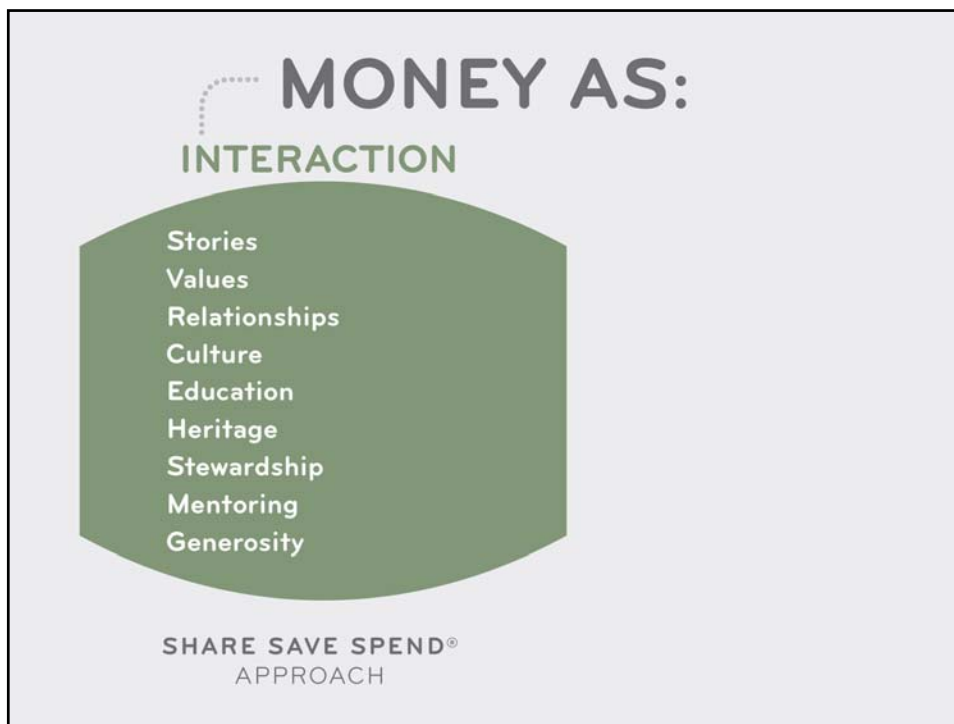 MONEY AS:
INTERACTION
Stories
Values
Relationships
Culture
Education
Heritage
Stewardship
Mentoring
Generosity
SHARE SAVE SPEND®
APPROACH